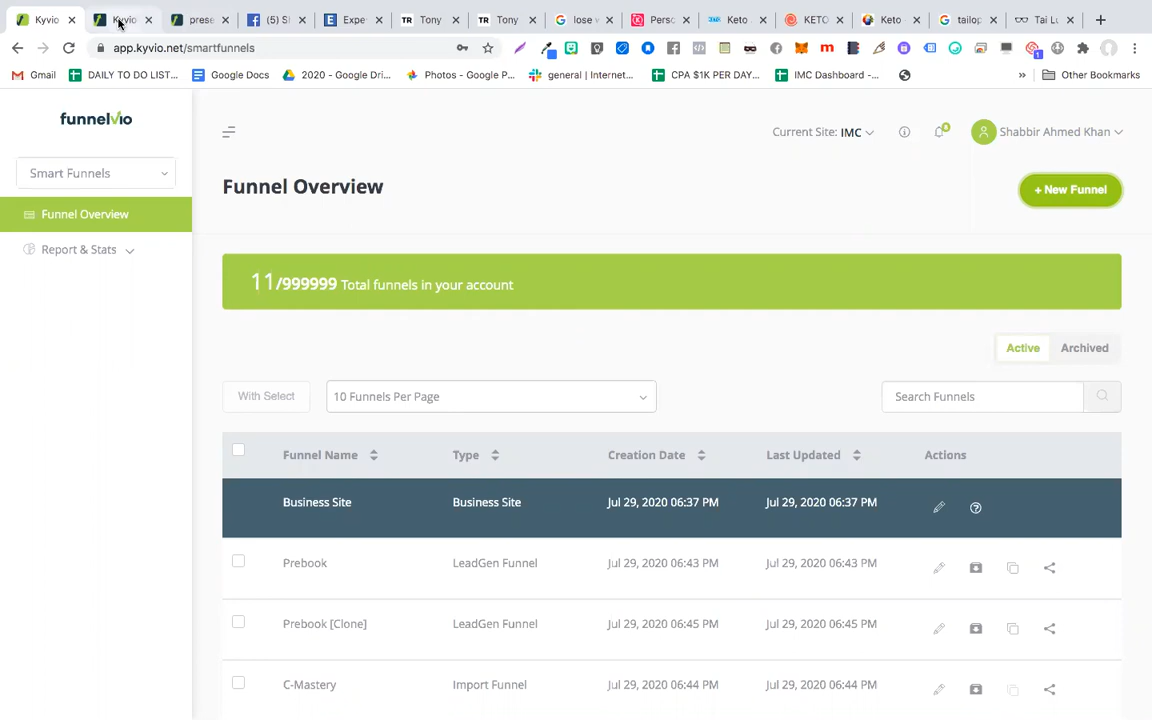 Kyvio
Kyvio
prese
(5) S
Expe
Tony
Tony
lose v
Perso
Keto
KETO
Keto
tailop
Tai Lu
app.kyvio.net/smartfunnels
Gmail
DAILY TO DO LIST...
Google Docs
2020 - Google Dri...
Photos - Google P...
general | Internet...
CPA $1K PER DAY...
IMC Dashboard -...
»
Other Bookmarks
funnelvio
Current Site: IMC
8
Shabbir Ahmed Khan
Smart Funnels
Funnel Overview
+ New Funnel
Funnel Overview
Report & Stats
11/999999 Total funnels in your account
Active
Archived
With Select
10 Funnels Per Page
Search Funnels
Funnel Name
Type
Creation Date
Last Updated
Actions
Business Site
Business Site
Jul 29, 2020 06:37 PM
Jul 29, 2020 06:37 PM
Prebook
LeadGen Funnel
Jul 29, 2020 06:43 PM
Jul 29, 2020 06:43 PM
Prebook [Clone]
LeadGen Funnel
Jul 29, 2020 06:45 PM
Jul 29, 2020 06:45 PM
C-Mastery
Import Funnel
Jul 29, 2020 06:44 PM
Jul 29, 2020 06:44 PM